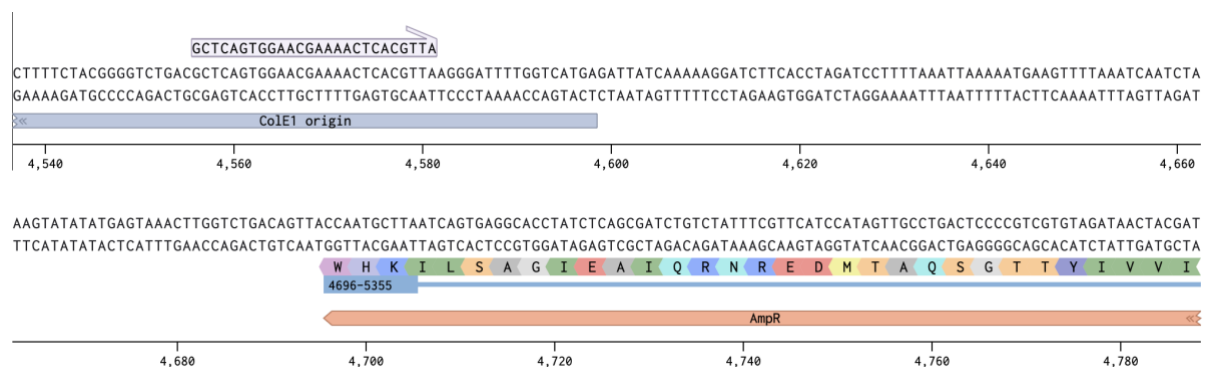 GCTCAGTGGAACGAAAACTCACGTTA
CTTTTCTACGGGGTCTGACGCTCAGTGGAACGAAAACTCACGTTAAGGGATTTTGGTCATGAGATTATCAAAAAGGATCTTCACCTAGATCCTTTTAAATTAAAAATGAAGTTTTAAATCAATCTA
GAAAAGATGCCCCAGACTGCGAGTCACCTTGCTTTTGAGTGCAATTCCCTAAAACCAGTACTCTAATAGTTTTTCCTAGAAGTGGATCTAGGAAAATTTAATTTTTACTTCAAAATTTAGTTAGAT
ColE1 origin
4,540 4,560 4,580 4,600 4,620 4,640 4,660
AAGTATATATGAGTAAACTTGGTCTGACAGTTACCAATGCTTAATCAGTGAGGCACCTATCTCAGCGATCTGTCTATTTCGTTCATCCATAGTTGCCTGACTCCCCGTCGTGTAGATAACTACGAT
TTCATATATACTCATTTGAACCAGACTGTCAATGGTTACGAATTAGTCACTCCGTGGATAGAGTCGCTAGACAGATAAAGCAAGTAGGTATCAACGGACTGAGGGGCAGCACATCTATTGATGCTA
W H K I L S A G I E A I Q R N R E D M T A Q S G T T Y I V V I
4696-5355
AmpR
4,680 4,700 4,720 4,740 4,760 4,780